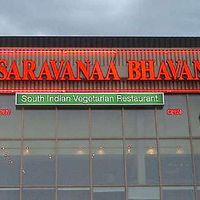 SARAVANAA BHAVAN
South Indian Vegetarian Restaurant